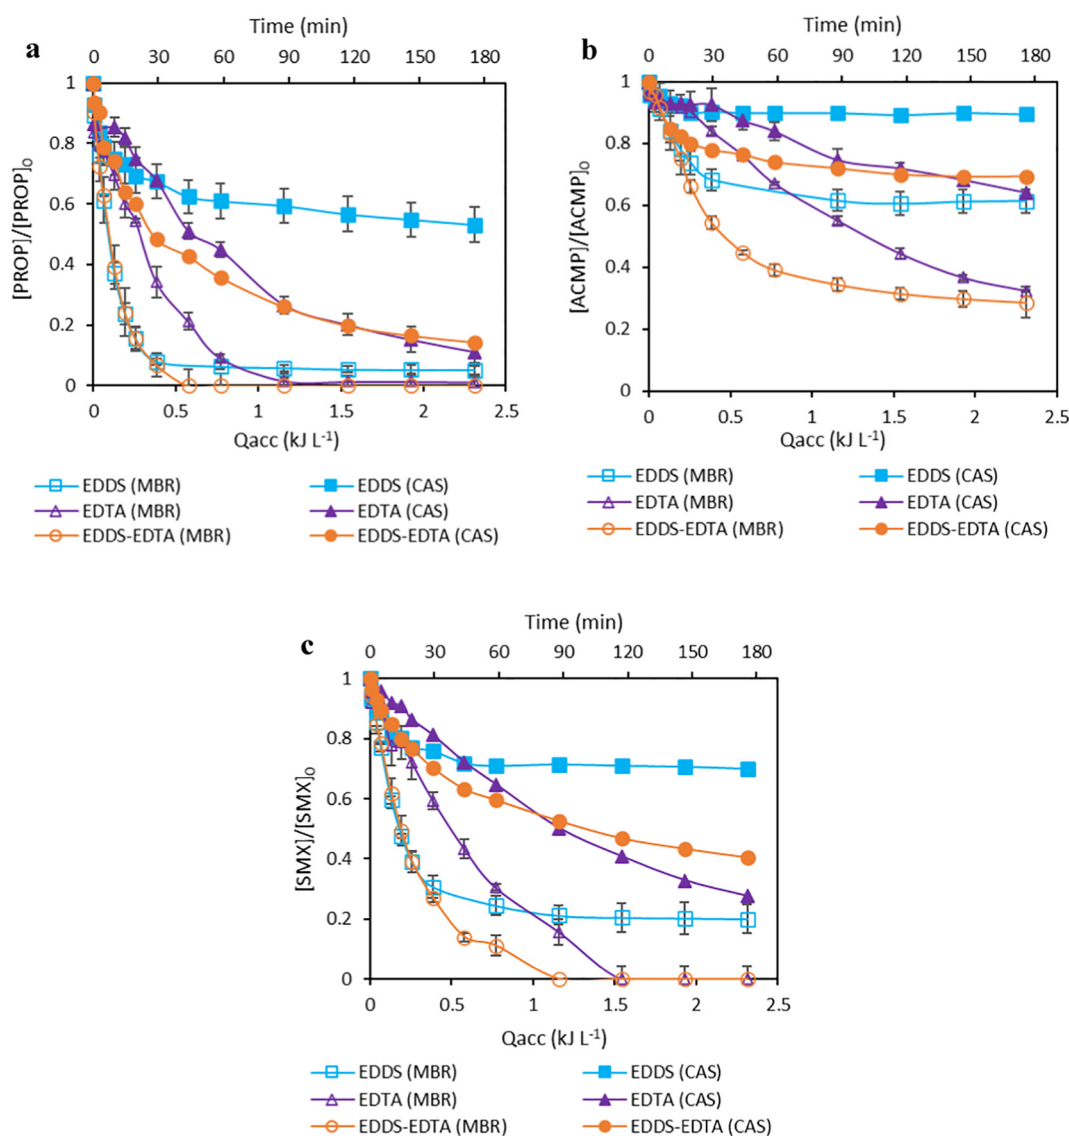 a
Time (min)
0 30 60 90 120 150 180
1
0.8
0.6
0.4
0.2
0
[PROP]/[PROP]₀
0 0.5 1 1.5 2 2.5
Qacc (kJ L⁻¹)
EDDS (MBR) EDDS (CAS)
EDTA (MBR) EDTA (CAS)
EDDS-EDTA (MBR) EDDS-EDTA (CAS)
b
Time (min)
0 30 60 90 120 150 180
1
0.8
0.6
0.4
0.2
0
[ACMP]/[ACMP]₀
0 0.5 1 1.5 2 2.5
Qacc (kJ L⁻¹)
EDDS (MBR) EDDS (CAS)
EDTA (MBR) EDTA (CAS)
EDDS-EDTA (MBR) EDDS-EDTA (CAS)
c
Time (min)
0 30 60 90 120 150 180
1
0.8
0.6
0.4
0.2
0
[SMX]/[SMX]₀
0 0.5 1 1.5 2 2.5
Qacc (kJ L⁻¹)
EDDS (MBR) EDDS (CAS)
EDTA (MBR) EDTA (CAS)
EDDS-EDTA (MBR) EDDS-EDTA (CAS)